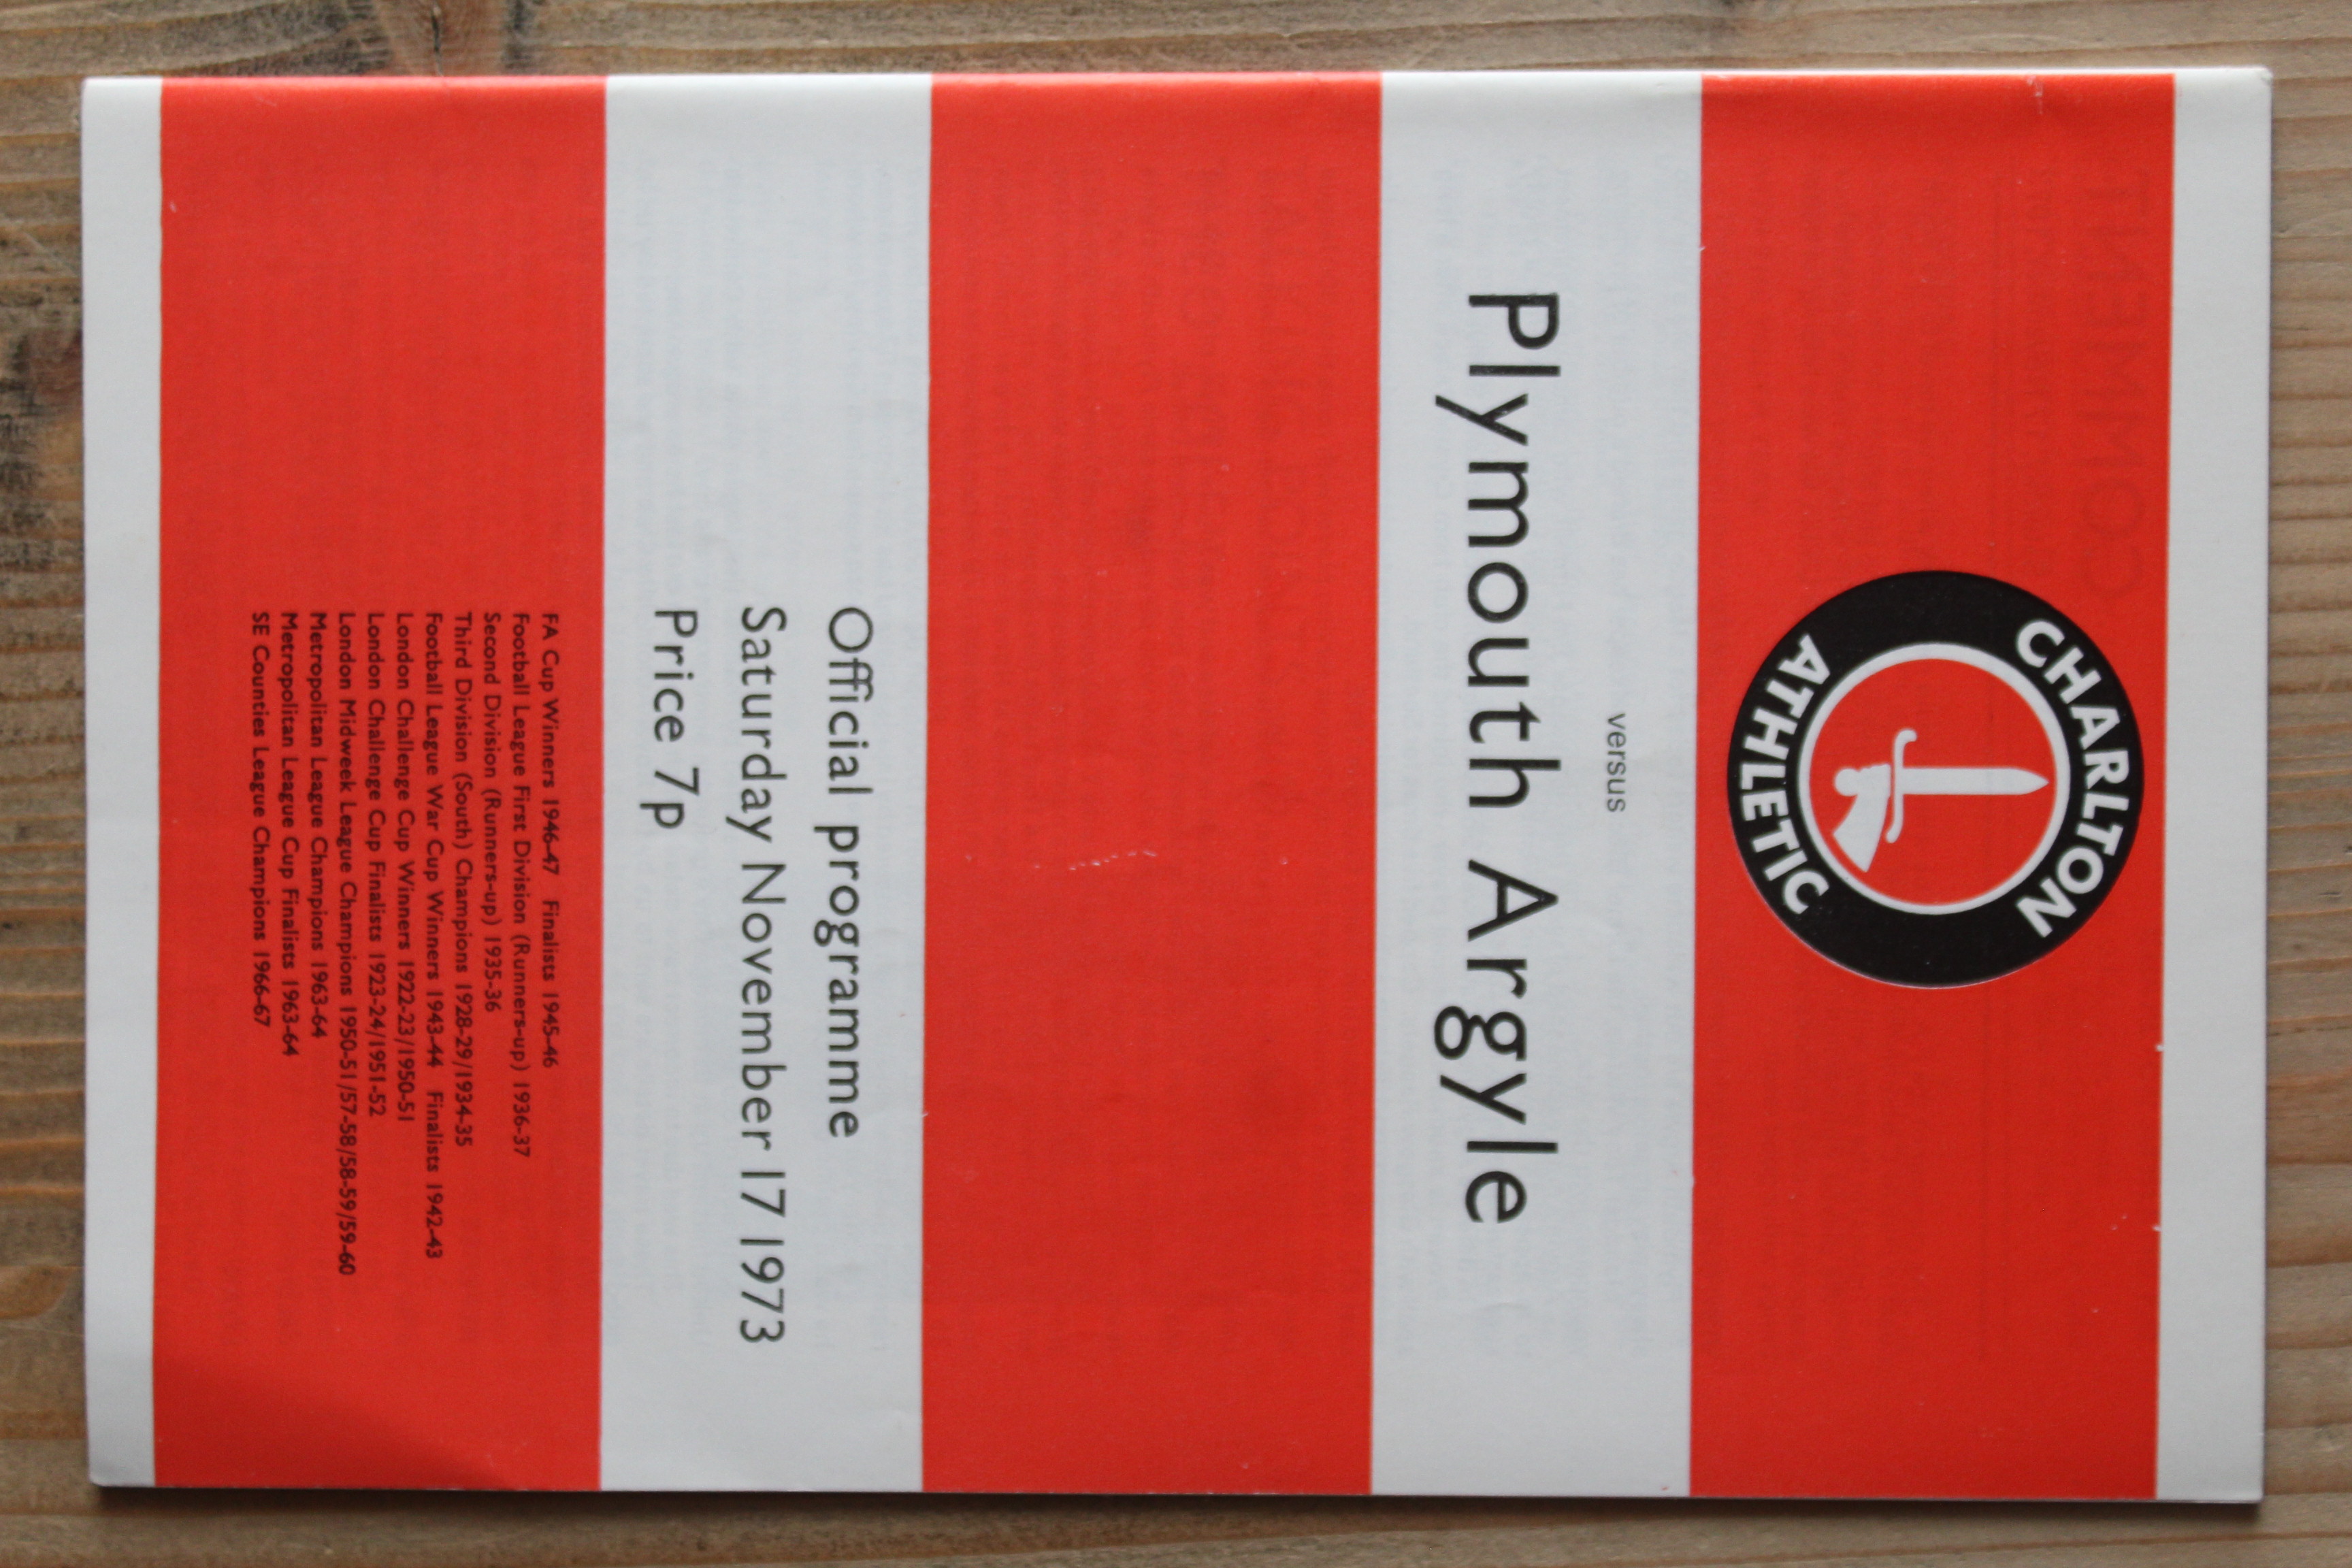 CHARLTON
ATHLETIC
versus
Plymouth Argyle
Official programme
Saturday November 17 1973
Price 7p
FA Cup Winners 1946-47 Finalists 1945-46
Football League First Division (Runners-up) 1936-37
Second Division (Runners-up) 1935-36
Third Division (South) Champions 1928-29/1934-35
Football League War Cup Winners 1943-44 Finalists 1942-43
London Challenge Cup Winners 1922-23/1950-51
London Challenge Cup Finalists 1923-24/1951-52
London Midweek League Champions 1950-51/57-58/58-59/59-60
Metropolitan League Champions 1963-64
Metropolitan League Cup Finalists 1963-64
SE Counties League Champions 1966-67